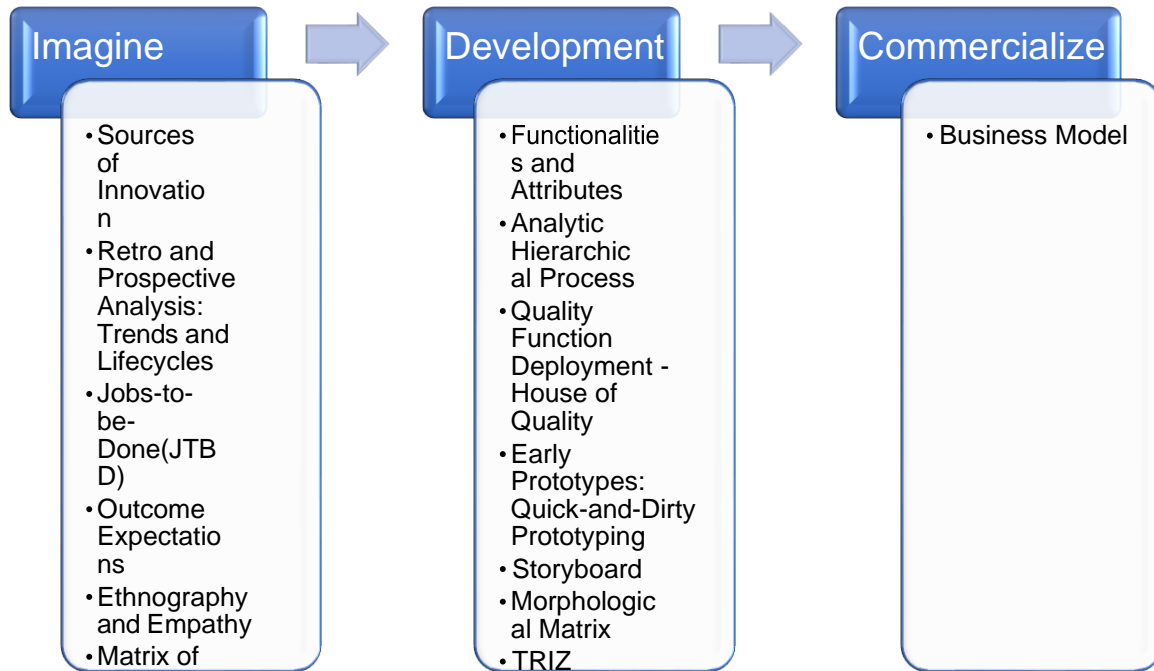 Imagine
• Sources
of
Innovatio
n
• Retro and
Prospective
Analysis:
Trends and
Lifecycles
• Jobs-to-
be-
Done(JTB
D)
• Outcome
Expectatio
ns
• Ethnography
and Empathy
• Matrix of
Development
• Functionalitie
s and
Attributes
• Analytic
Hierarchic
al Process
• Quality
Function
Deployment -
House of
Quality
• Early
Prototypes:
Quick-and-Dirty
Prototyping
• Storyboard
• Morphologic
al Matrix
• TRIZ
Commercialize
• Business Model